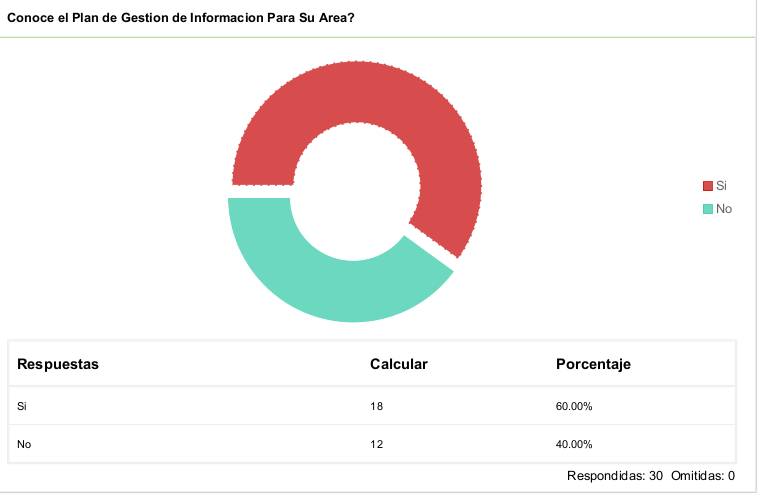 Conoce el Plan de Gestion de Informacion Para Su Area?
Si
No
Respuestas Calcular Porcentaje
Si 18 60.00%
No 12 40.00%
Respondidas: 30 Omitidas: 0